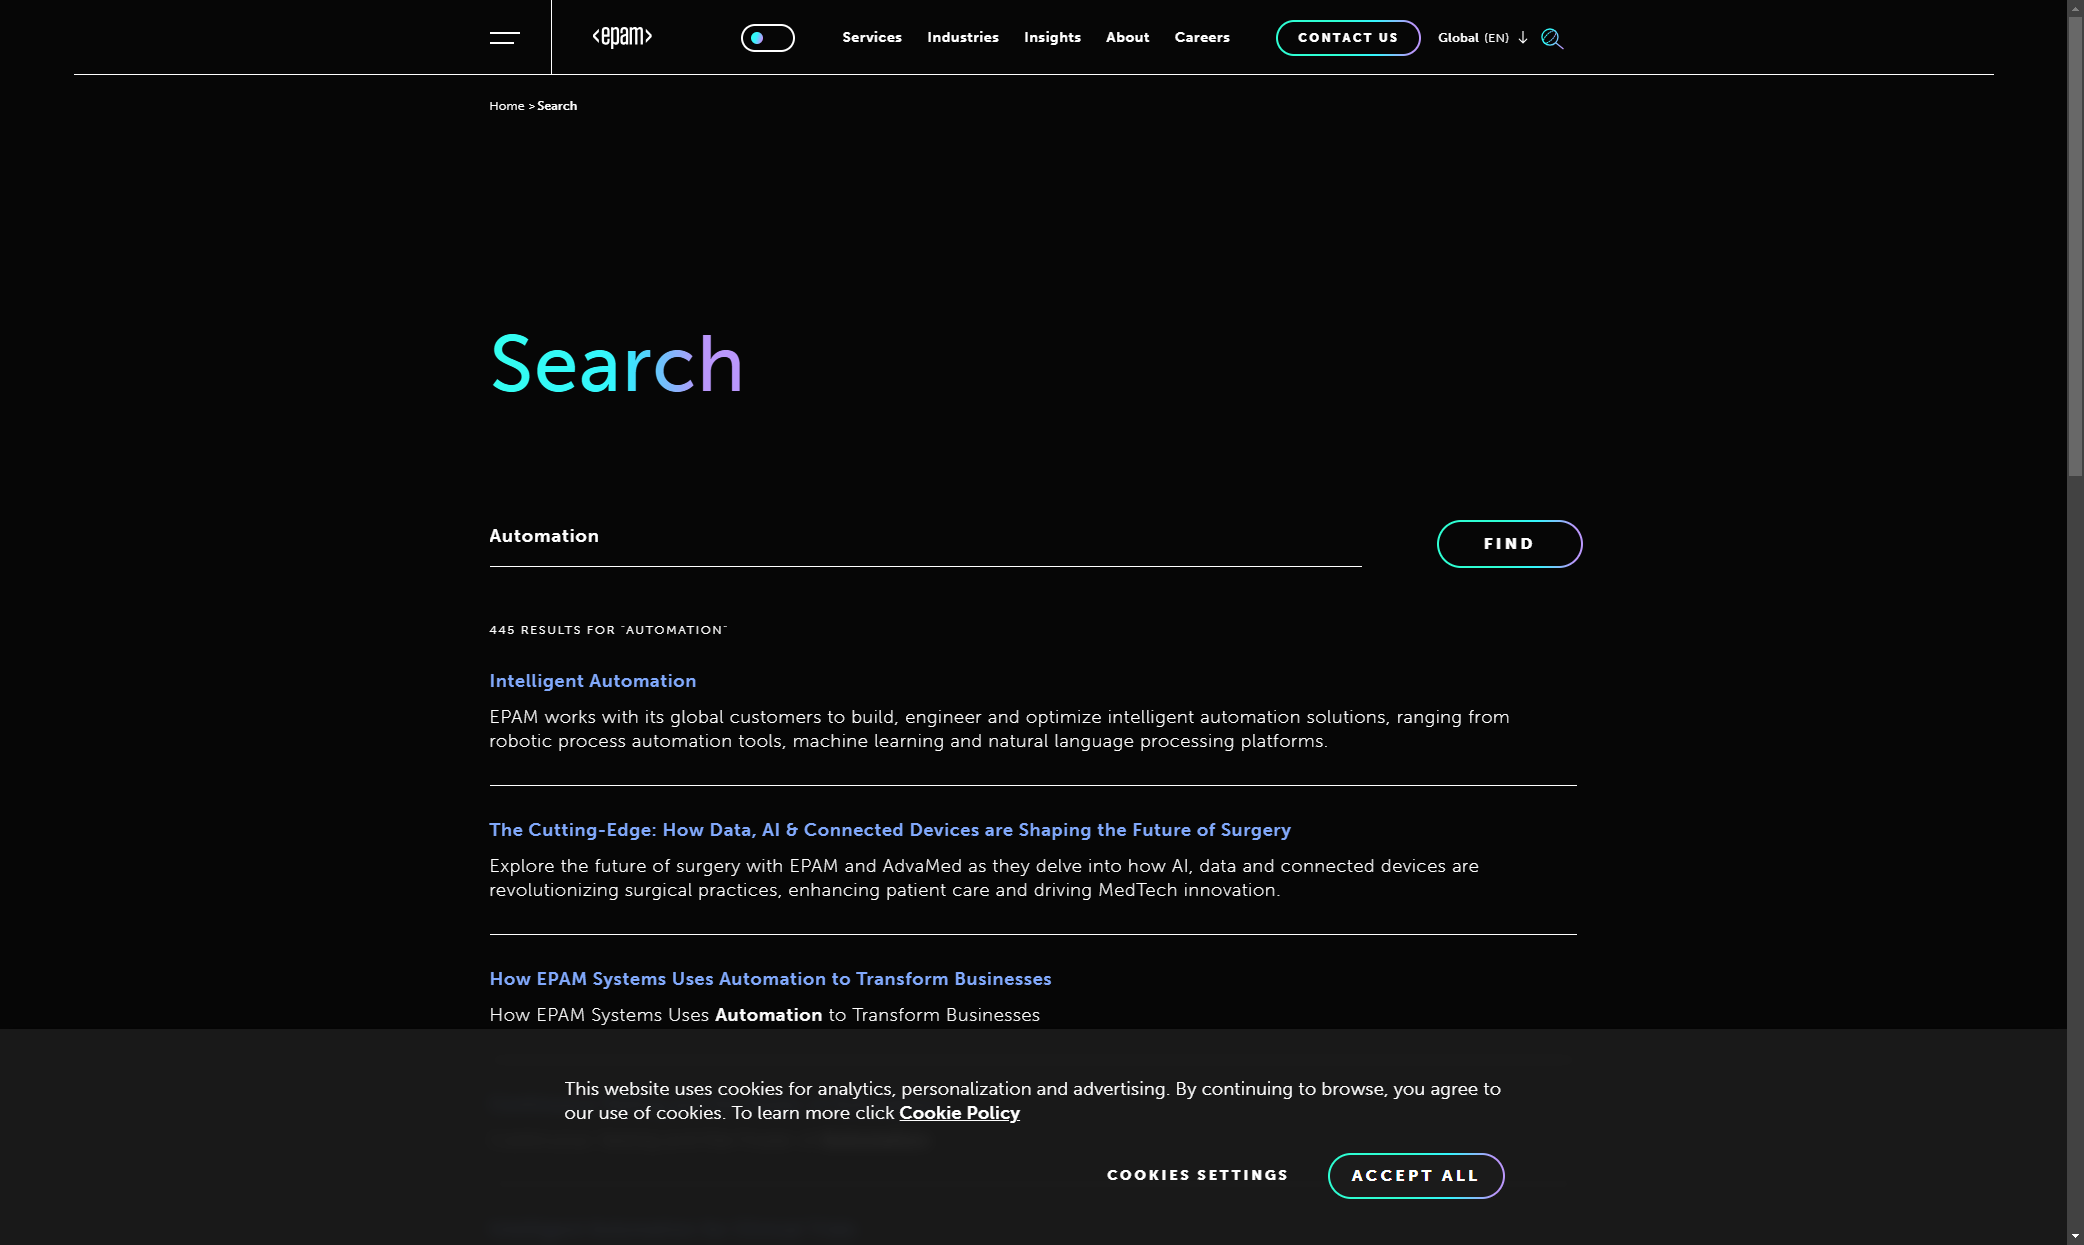 <epam>
Services Industries Insights About Careers
CONTACT US
Global (EN)
Home > Search
Search
Automation
FIND
445 RESULTS FOR "AUTOMATION"
Intelligent Automation
EPAM works with its global customers to build, engineer and optimize intelligent automation solutions, ranging from
robotic process automation tools, machine learning and natural language processing platforms.
The Cutting-Edge: How Data, AI & Connected Devices are Shaping the Future of Surgery
Explore the future of surgery with EPAM and AdvaMed as they delve into how AI, data and connected devices are
revolutionizing surgical practices, enhancing patient care and driving MedTech innovation.
How EPAM Systems Uses Automation to Transform Businesses
How EPAM Systems Uses Automation to Transform Businesses
This website uses cookies for analytics, personalization and advertising. By continuing to browse, you agree to
our use of cookies. To learn more click Cookie Policy
COOKIES SETTINGS
ACCEPT ALL